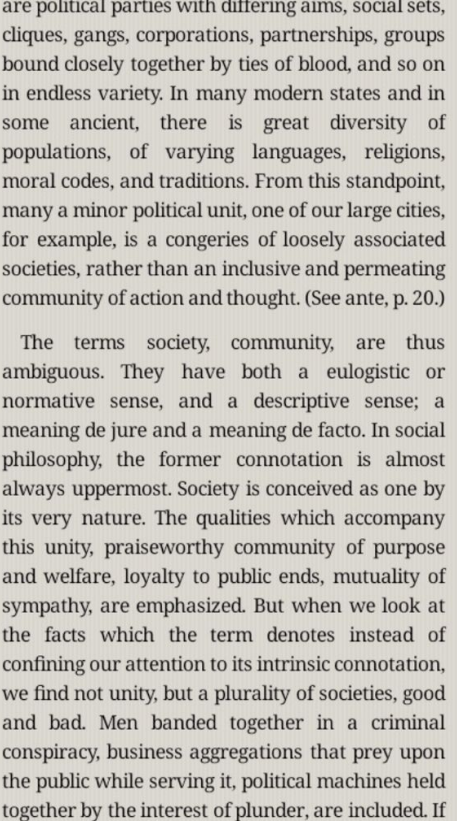 are political parties with differing aims, social sets,
cliques, gangs, corporations, partnerships, groups
bound closely together by ties of blood, and so on
in endless variety. In many modern states and in
some ancient, there is great diversity of
populations, of varying languages, religions,
moral codes, and traditions. From this standpoint,
many a minor political unit, one of our large cities,
for example, is a congeries of loosely associated
societies, rather than an inclusive and permeating
community of action and thought. (See ante, p. 20.)
The terms society, community, are thus
ambiguous. They have both a eulogistic or
normative sense, and a descriptive sense; a
meaning de jure and a meaning de facto. In social
philosophy, the former connotation is almost
always uppermost. Society is conceived as one by
its very nature. The qualities which accompany
this unity, praiseworthy community of purpose
and welfare, loyalty to public ends, mutuality of
sympathy, are emphasized. But when we look at
the facts which the term denotes instead of
confining our attention to its intrinsic connotation,
we find not unity, but a plurality of societies, good
and bad. Men banded together in a criminal
conspiracy, business aggregations that prey upon
the public while serving it, political machines held
together by the interest of plunder, are included. If